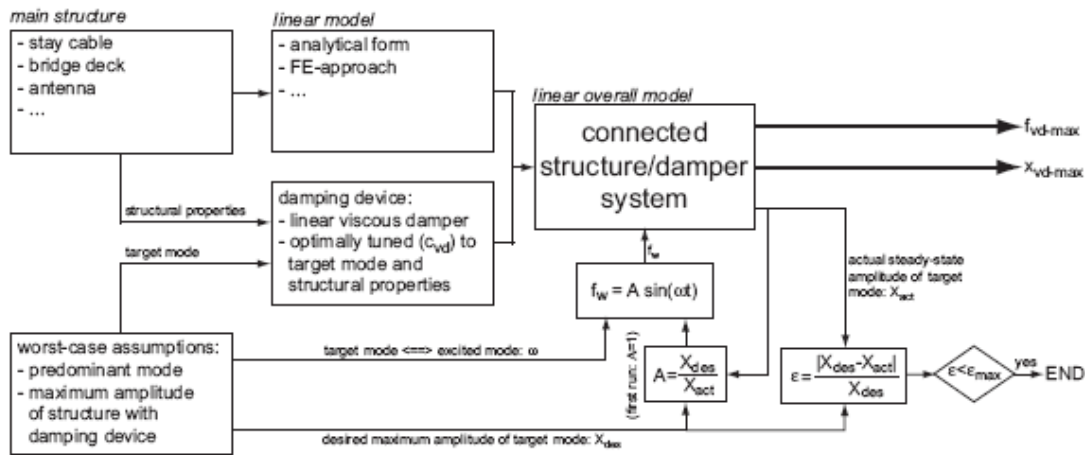 main structure
- stay cable
- bridge deck
- antenna
- ...
linear model
- analytical form
- FE-approach
- ...
linear overall model
connected
structure/damper
system
f_vd-max
x_vd-max
structural properties
target mode
damping device:
- linear viscous damper
- optimally tuned (c_vd) to
target mode and
structural properties
f_w
f_w = A sin(ωt)
actual steady-state
amplitude of target
mode: X_act
worst-case assumptions:
- predominant mode
- maximum amplitude
of structure with
damping device
target mode <==> excited mode: ω
(first run: A=1)
A = X_des / X_act
ε = |X_des-X_act| / X_des
ε<ε_max
yes
END
desired maximum amplitude of target mode: X_des